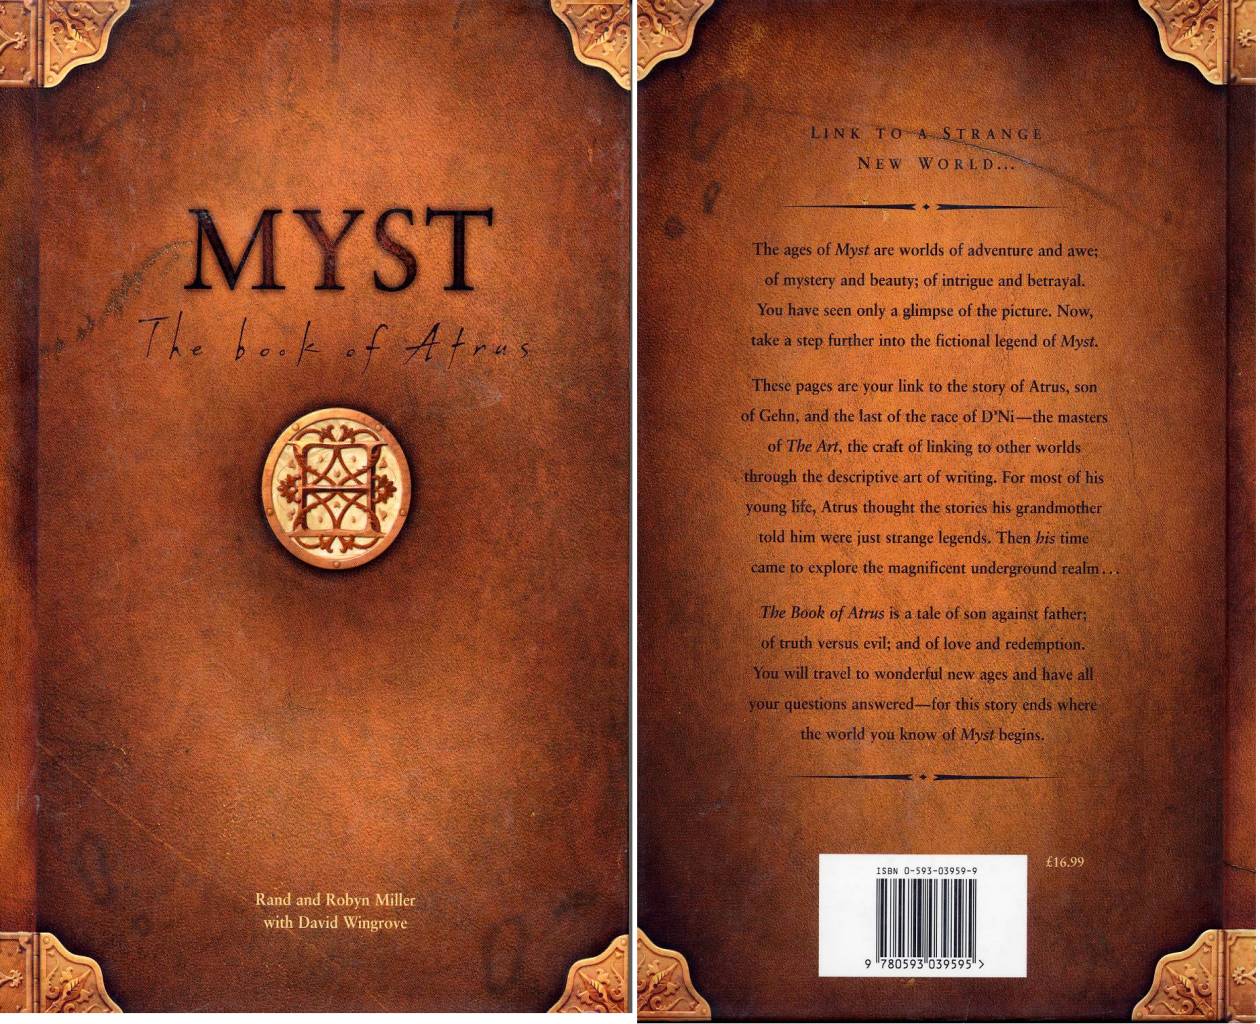 MYST
The book of Atrus
Rand and Robyn Miller
with David Wingrove
LINK TO A STRANGE
NEW WORLD...
The ages of Myst are worlds of adventure and awe;
of mystery and beauty; of intrigue and betrayal.
You have seen only a glimpse of the picture. Now,
take a step further into the fictional legend of Myst.
These pages are your link to the story of Atrus, son
of Gehn, and the last of the race of D'Ni—the masters
of The Art, the craft of linking to other worlds
through the descriptive art of writing. For most of his
young life, Atrus thought the stories his grandmother
told him were just strange legends. Then his time
came to explore the magnificent underground realm...
The Book of Atrus is a tale of son against father;
of truth versus evil; and of love and redemption.
You will travel to wonderful new ages and have all
your questions answered—for this story ends where
the world you know of Myst begins.
£16.99
ISBN 0-593-03959-9
9 780593 039595 >